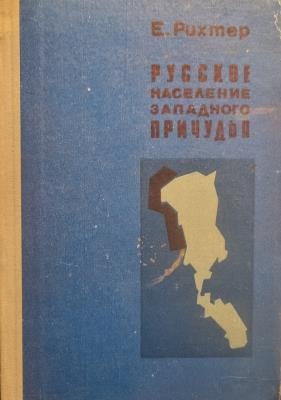 Е. Рихтер
РУССКОЕ
НАСЕЛЕНИЕ
ЗАПАДНОГО
ПРИЧУДЬЯ